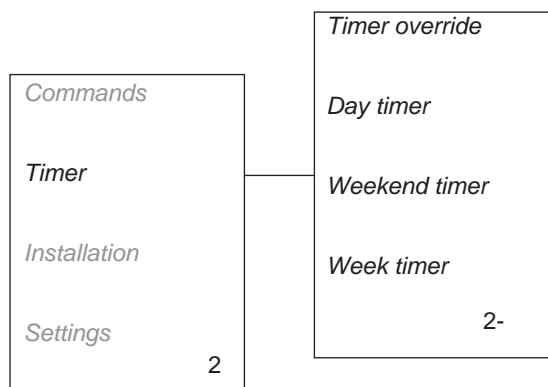 Commands
Timer
Installation
Settings
2
Timer override
Day timer
Weekend timer
Week timer
2-